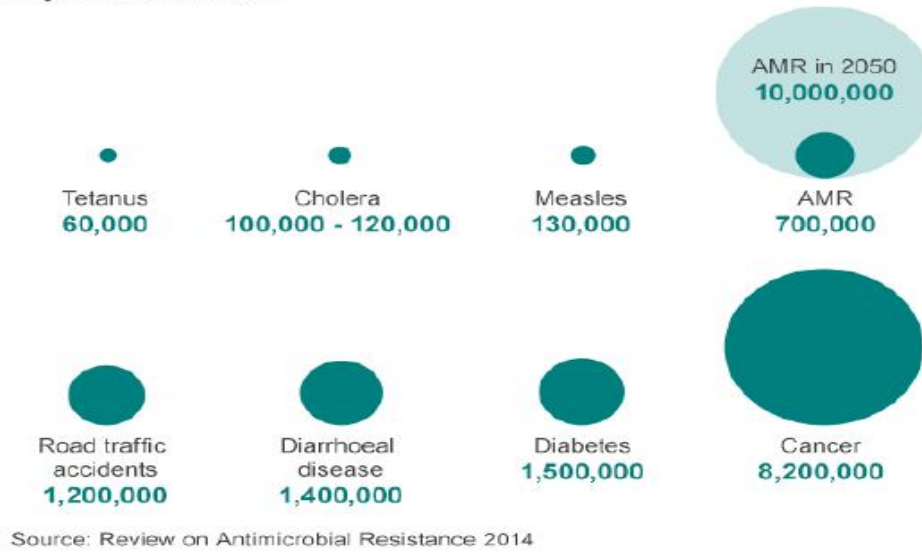 AMR in 2050
10,000,000
Tetanus
60,000
Cholera
100,000 - 120,000
Measles
130,000
AMR
700,000
Road traffic
accidents
1,200,000
Diarrhoeal
disease
1,400,000
Diabetes
1,500,000
Cancer
8,200,000
Source: Review on Antimicrobial Resistance 2014